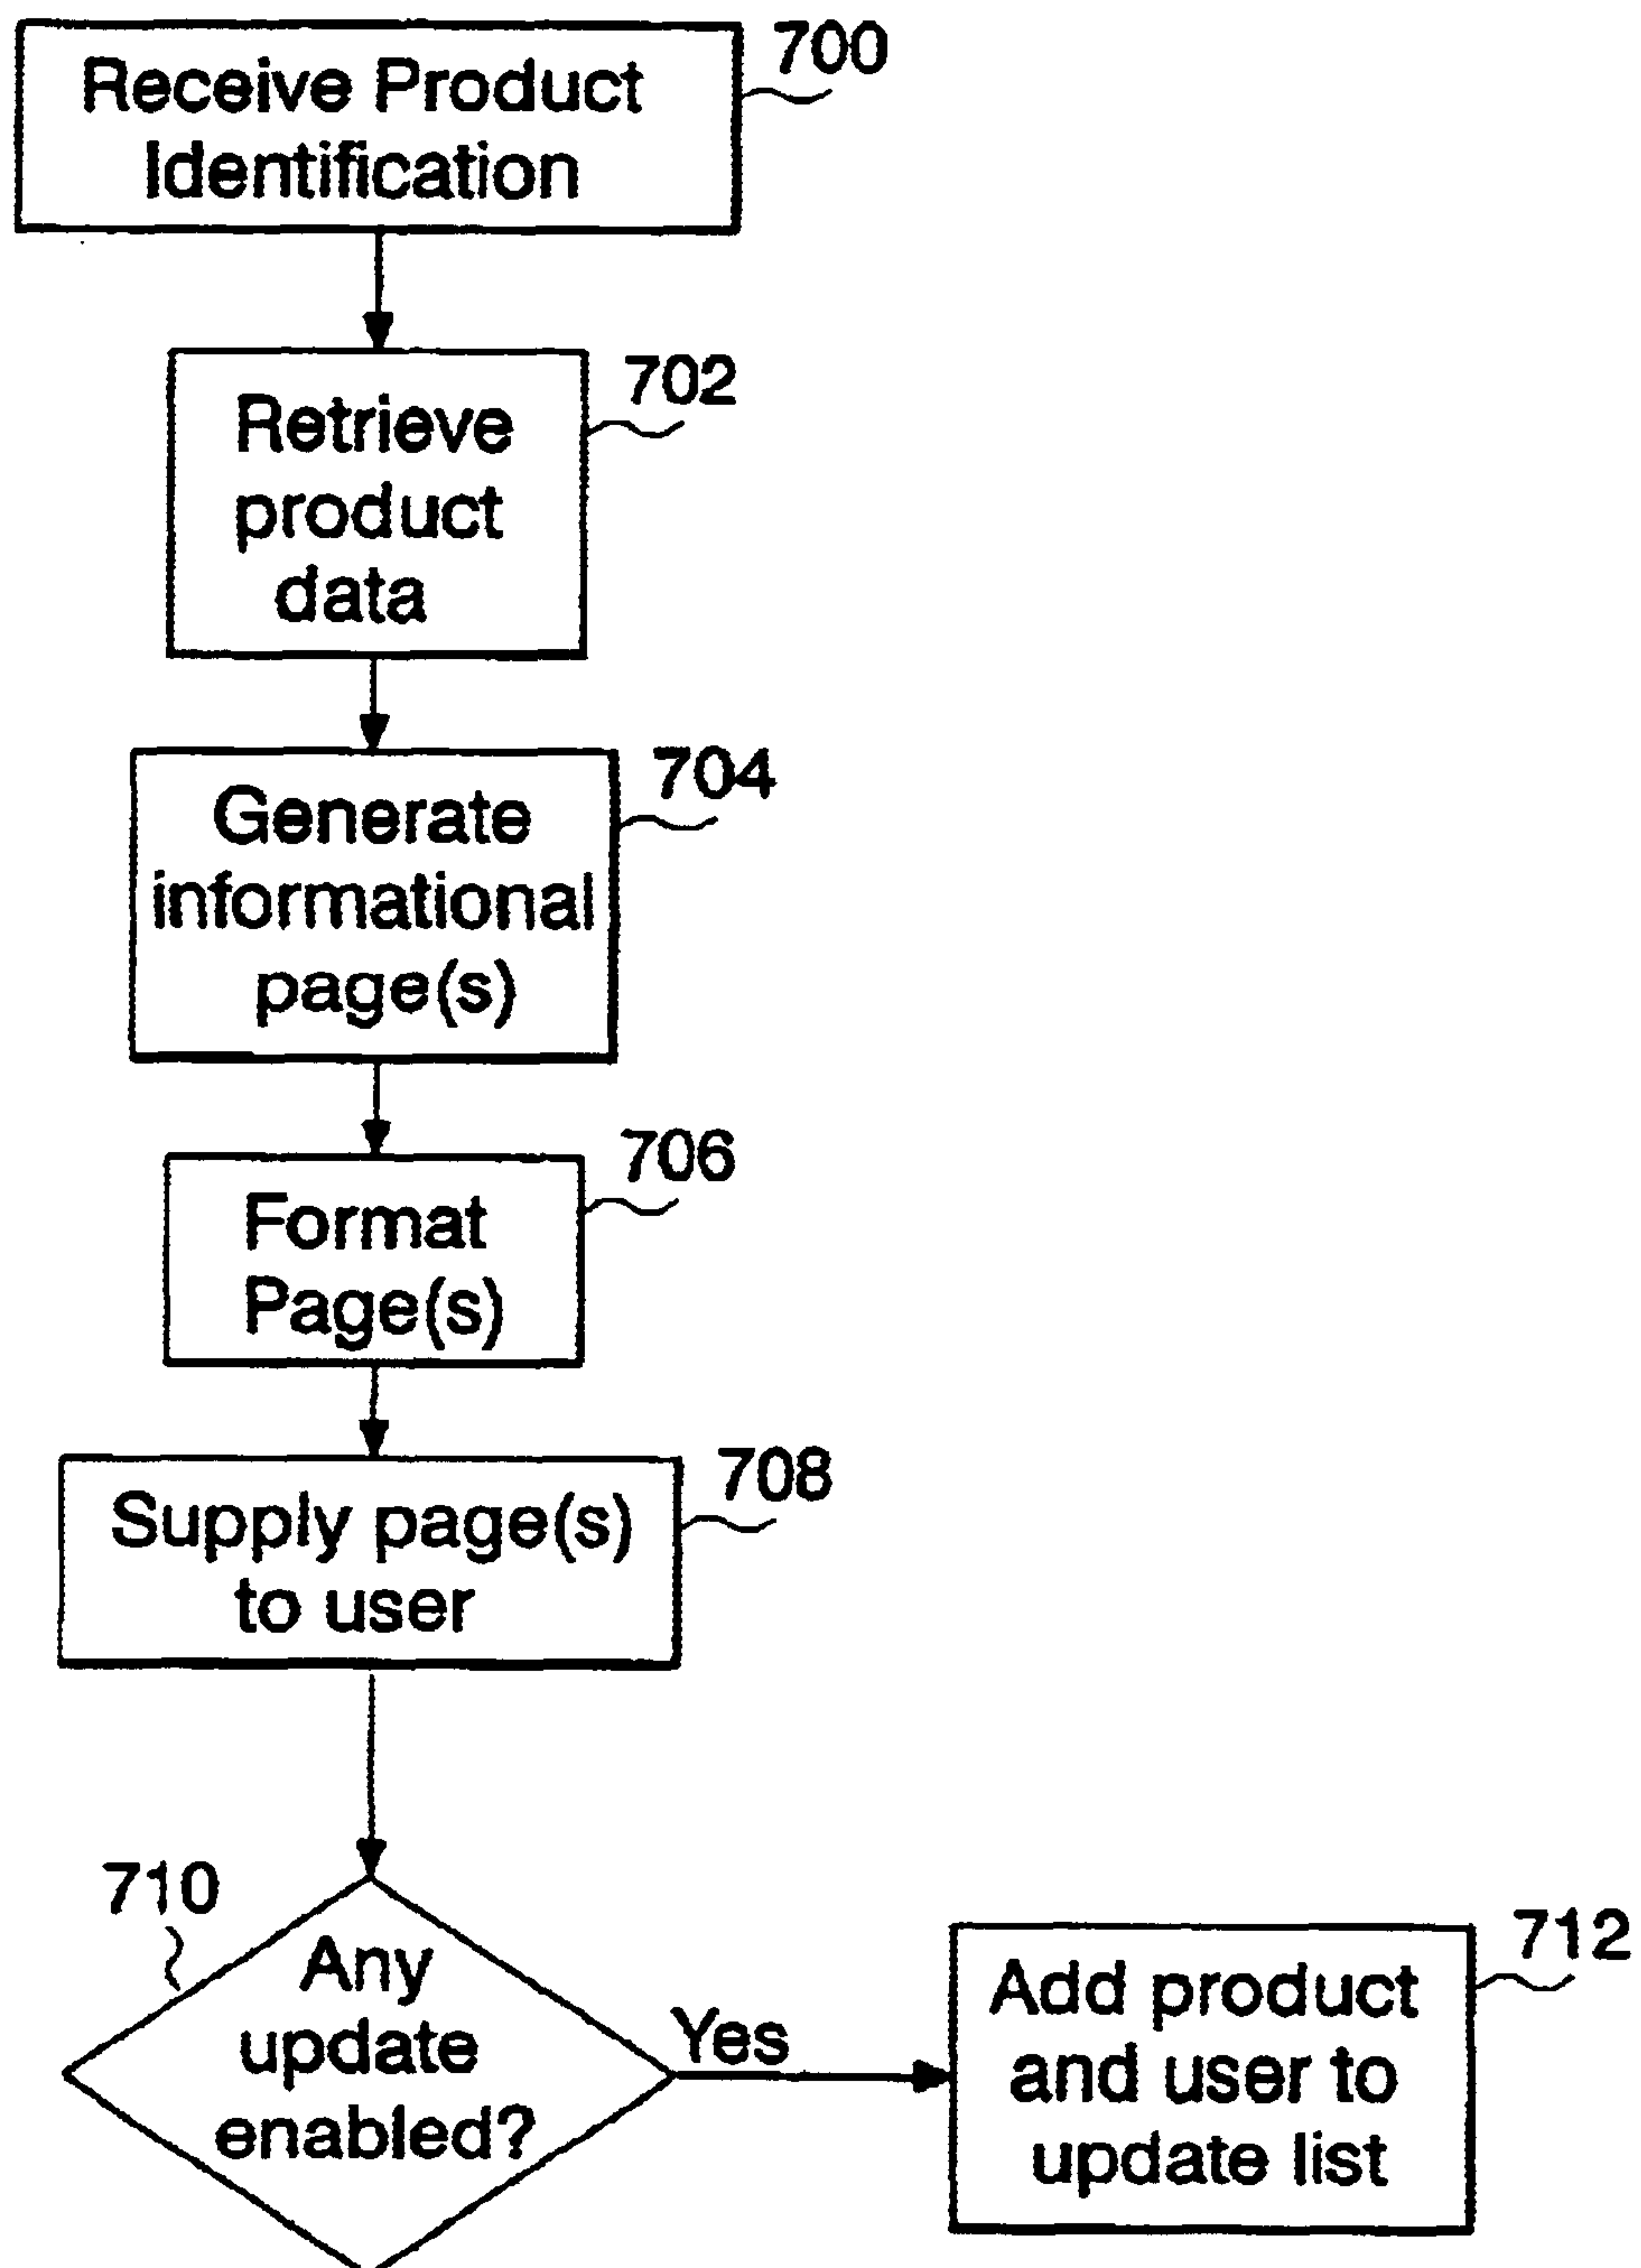 700
Receive Product
Identification
702
Retrieve
product
data
704
Generate
informational
page(s)
706
Format
Page(s)
708
Supply page(s)
to user
710
Any
update
enabled?
Yes
712
Add product
and user to
update list